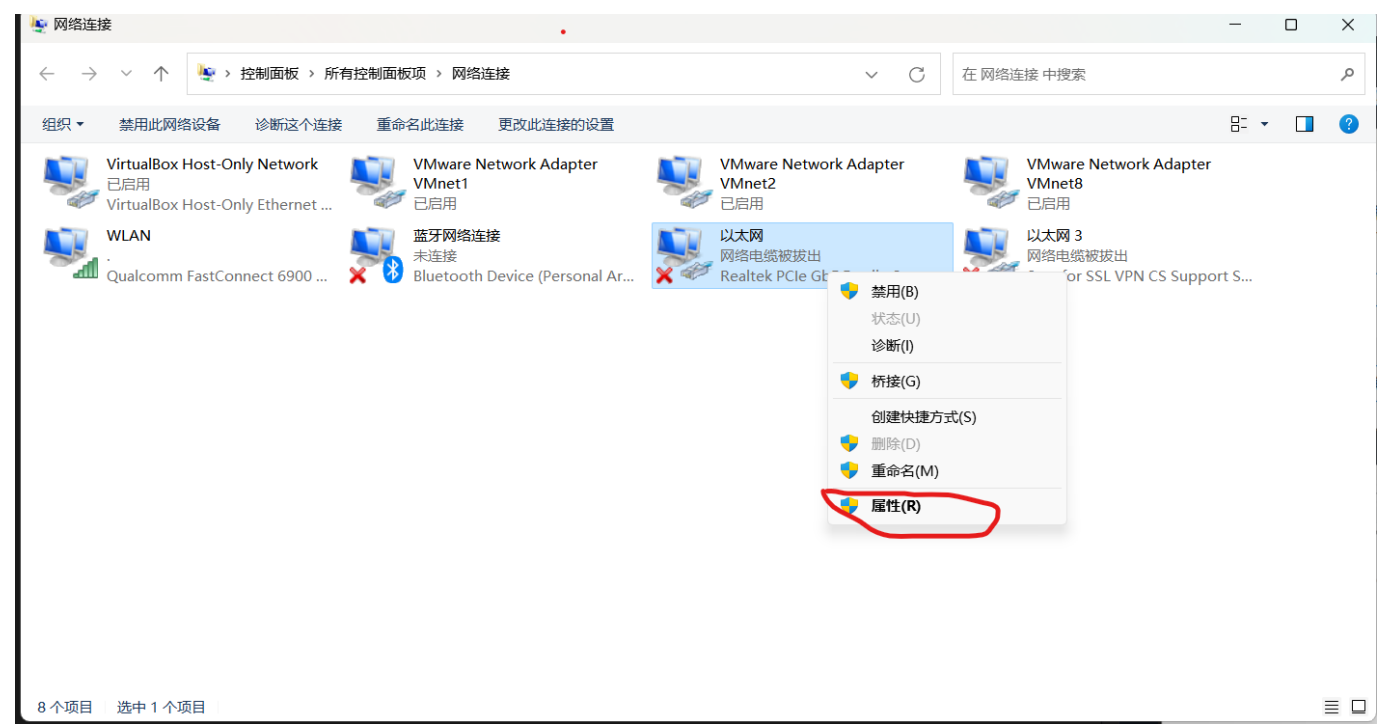 网络连接
控制面板 › 所有控制面板项 › 网络连接
在 网络连接 中搜索
组织 禁用此网络设备 诊断这个连接 重命名此连接 更改此连接的设置
VirtualBox Host-Only Network
已启用
VirtualBox Host-Only Ethernet ...
VMware Network Adapter
VMnet1
已启用
VMware Network Adapter
VMnet2
已启用
VMware Network Adapter
VMnet8
已启用
WLAN
.
Qualcomm FastConnect 6900 ...
蓝牙网络连接
未连接
Bluetooth Device (Personal Ar...
以太网
网络电缆被拔出
Realtek PCIe
以太网 3
网络电缆被拔出
for SSL VPN CS Support S...
禁用(B)
状态(U)
诊断(I)
桥接(G)
创建快捷方式(S)
删除(D)
重命名(M)
属性(R)
8 个项目 选中 1 个项目